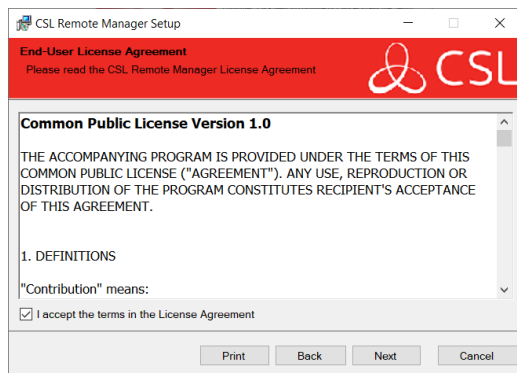 CSL Remote Manager Setup
End-User License Agreement
Please read the CSL Remote Manager License Agreement
CSL
Common Public License Version 1.0
THE ACCOMPANYING PROGRAM IS PROVIDED UNDER THE TERMS OF THIS
COMMON PUBLIC LICENSE ("AGREEMENT"). ANY USE, REPRODUCTION OR
DISTRIBUTION OF THE PROGRAM CONSTITUTES RECIPIENT'S ACCEPTANCE
OF THIS AGREEMENT.
1. DEFINITIONS
"Contribution" means:
I accept the terms in the License Agreement
Print Back Next Cancel